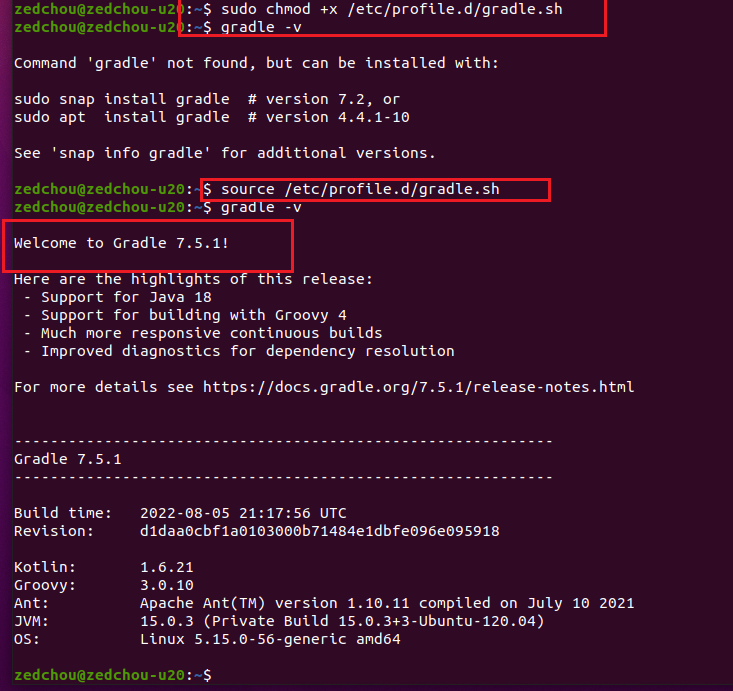 zedchou@zedchou-u20:~$ sudo chmod +x /etc/profile.d/gradle.sh
zedchou@zedchou-u20:~$ gradle -v
Command 'gradle' not found, but can be installed with:
sudo snap install gradle  # version 7.2, or
sudo apt  install gradle  # version 4.4.1-10
See 'snap info gradle' for additional versions.
zedchou@zedchou-u20:~$ source /etc/profile.d/gradle.sh
zedchou@zedchou-u20:~$ gradle -v
Welcome to Gradle 7.5.1!
Here are the highlights of this release:
 - Support for Java 18
 - Support for building with Groovy 4
 - Much more responsive continuous builds
 - Improved diagnostics for dependency resolution
For more details see https://docs.gradle.org/7.5.1/release-notes.html
------------------------------------------------------------
Gradle 7.5.1
------------------------------------------------------------
Build time:   2022-08-05 21:17:56 UTC
Revision:     d1daa0cbf1a0103000b71484e1dbfe096e095918
Kotlin:       1.6.21
Groovy:       3.0.10
Ant:          Apache Ant(TM) version 1.10.11 compiled on July 10 2021
JVM:          15.0.3 (Private Build 15.0.3+3-Ubuntu-120.04)
OS:           Linux 5.15.0-56-generic amd64
zedchou@zedchou-u20:~$